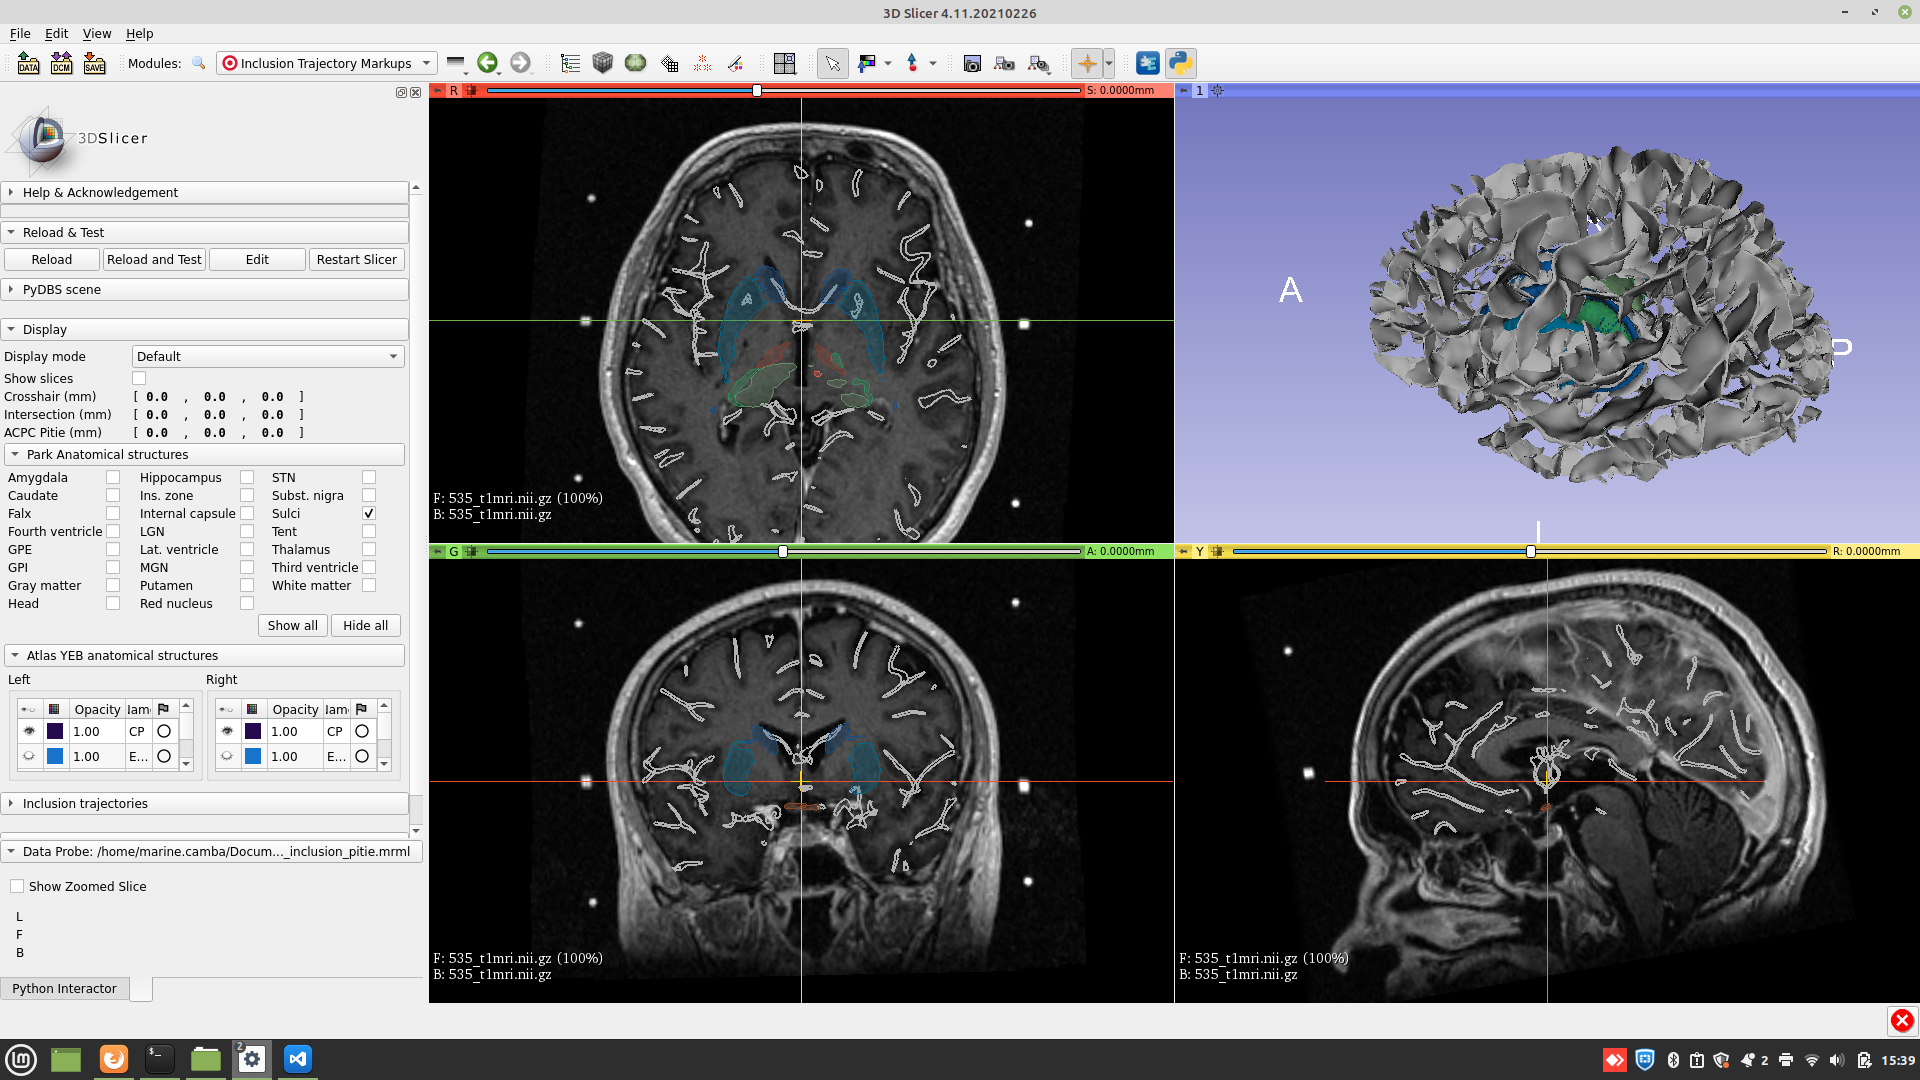 3D Slicer 4.11.20210226
File Edit View Help
DATA DCM SAVE Modules: Inclusion Trajectory Markups
R S: 0.0000mm
1
3DSlicer
Help & Acknowledgement
Reload & Test
Reload Reload and Test Edit Restart Slicer
PyDBS scene
Display
Display mode Default
Show slices
Crosshair (mm) [ 0.0 , 0.0 , 0.0 ]
Intersection (mm) [ 0.0 , 0.0 , 0.0 ]
ACPC Pitie (mm) [ 0.0 , 0.0 , 0.0 ]
Park Anatomical structures
Amygdala Hippocampus STN
Caudate Ins. zone Subst. nigra
Falx Internal capsule Sulci
Fourth ventricle LGN Tent
GPE Lat. ventricle Thalamus
GPI MGN Third ventricle
Gray matter Putamen White matter
Head Red nucleus
Show all Hide all
Atlas YEB anatomical structures
Left Right
Opacity Jam Opacity Jam
1.00 CP 1.00 CP
1.00 E... 1.00 E...
Inclusion trajectories
Data Probe: /home/marine.camba/Docum..._inclusion_pitie.mrml
Show Zoomed Slice
L
F
B
Python Interactor
F: 535_t1mri.nii.gz (100%)
B: 535_t1mri.nii.gz
A
P
I
G A: 0.0000mm
Y R: 0.0000mm
F: 535_t1mri.nii.gz (100%)
B: 535_t1mri.nii.gz
F: 535_t1mri.nii.gz (100%)
B: 535_t1mri.nii.gz
lm $_ 2 2 15:39